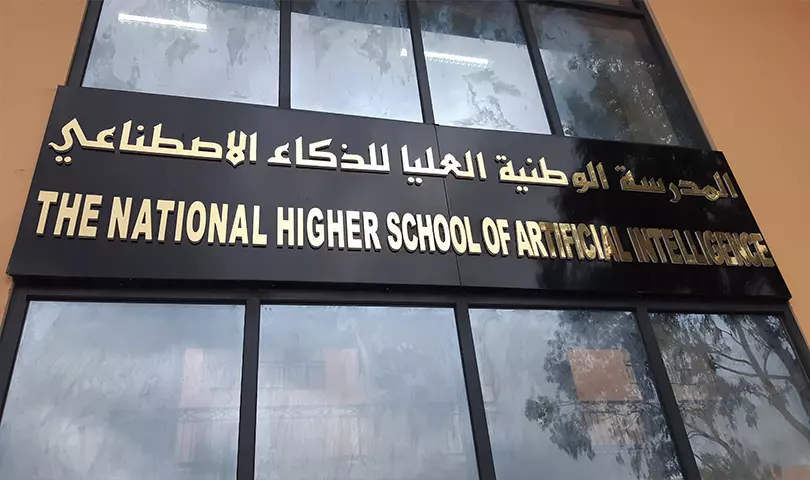 المدرسة الوطنية العليا للذكاء الاصطناعي
THE NATIONAL HIGHER SCHOOL OF ARTIFICIAL INTELLIGENCE